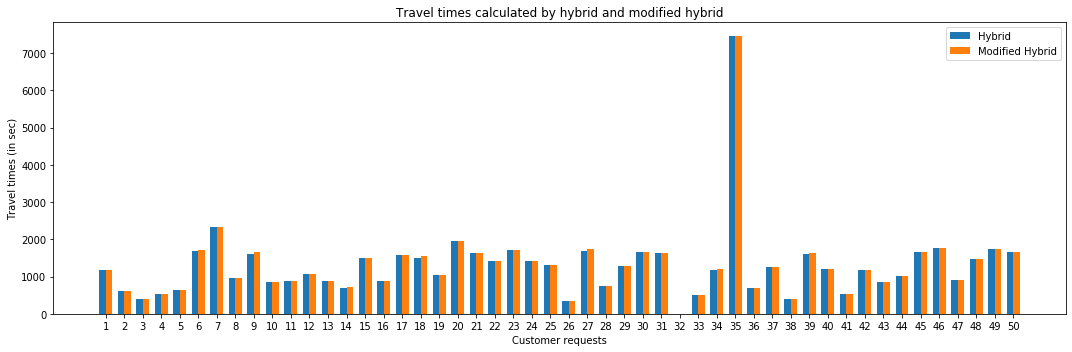 Travel times calculated by hybrid and modified hybrid
Hybrid
Modified Hybrid
Travel times (in sec)
7000
6000
5000
4000
3000
2000
1000
0
1 2 3 4 5 6 7 8 9 10 11 12 13 14 15 16 17 18 19 20 21 22 23 24 25 26 27 28 29 30 31 32 33 34 35 36 37 38 39 40 41 42 43 44 45 46 47 48 49 50
Customer requests